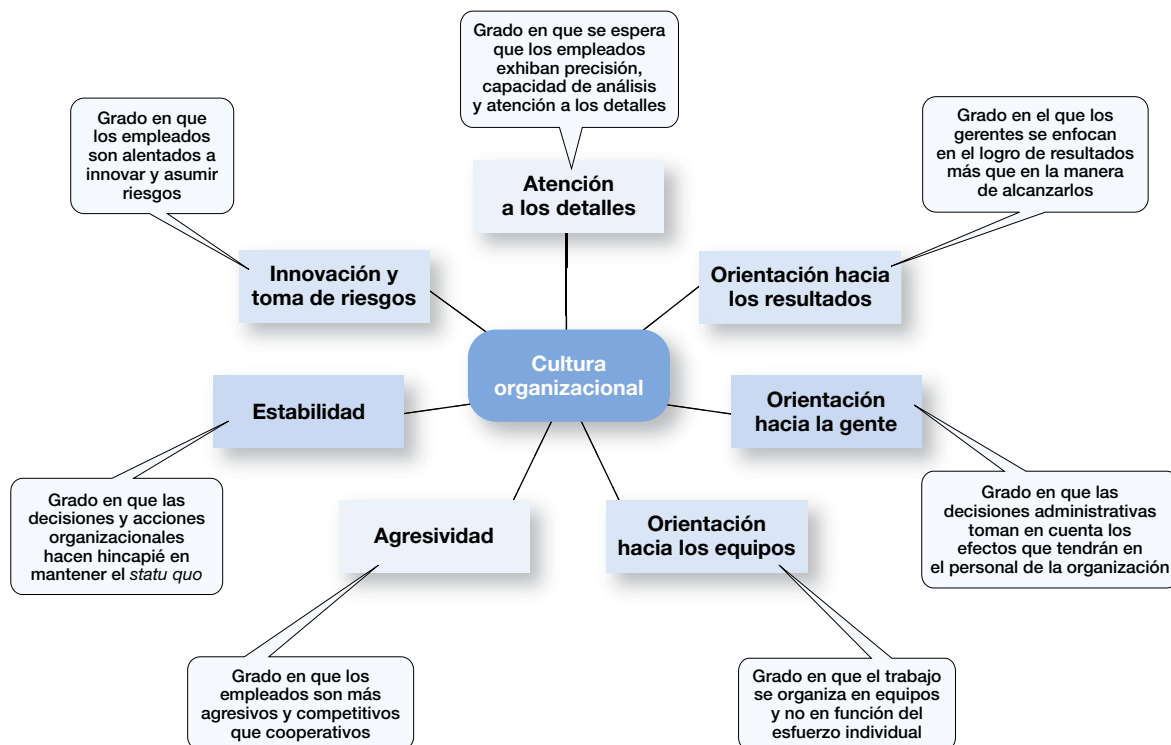 Grado en que se espera
que los empleados
exhiban precisión,
capacidad de análisis
y atención a los detalles
Grado en que
los empleados
son alentados a
innovar y asumir
riesgos
Grado en el que los
gerentes se enfocan
en el logro de resultados
más que en la manera
de alcanzarlos
Atención
a los detalles
Innovación y
toma de riesgos
Orientación hacia
los resultados
Cultura
organizacional
Estabilidad
Orientación
hacia la gente
Grado en que las
decisiones y acciones
organizacionales
hacen hincapié en
mantener el statu quo
Agresividad
Orientación
hacia los equipos
Grado en que las
decisiones administrativas
toman en cuenta los
efectos que tendrán en
el personal de la organización
Grado en que los
empleados son más
agresivos y competitivos
que cooperativos
Grado en que el trabajo
se organiza en equipos
y no en función del
esfuerzo individual